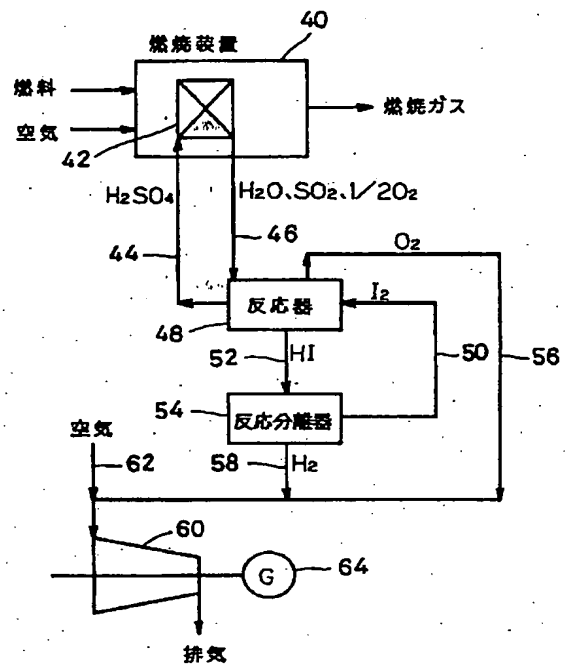 40
燃焼装置
燃料
空気
燃焼ガス
42
H₂SO₄
H₂O、SO₂、1/2O₂
44
46
O₂
反応器
I₂
48
52
HI
50
56
54
反応分離器
空気
58
H₂
62
60
G
64
排気